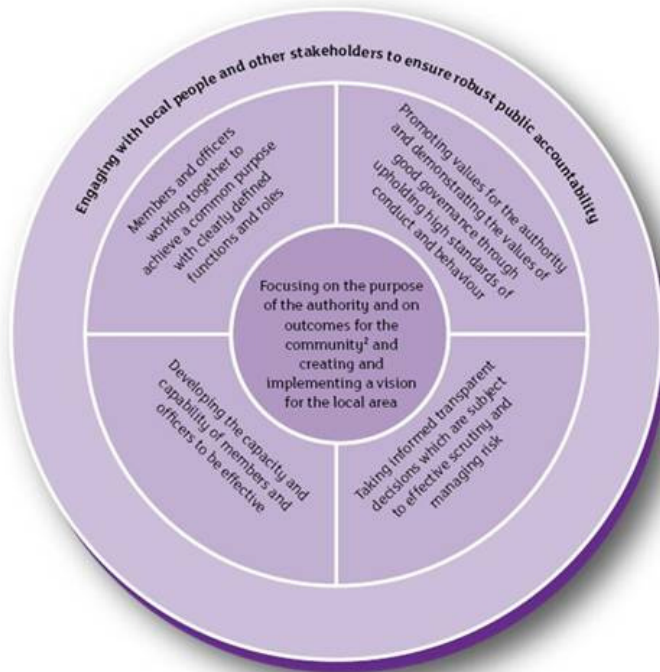 Engaging with local people and other stakeholders to ensure robust public accountability
Members and officers
working together to
achieve a common purpose
with clearly defined
functions and roles
Promoting values for the authority
and demonstrating the values of
good governance through
upholding high standards of
conduct and behaviour
Focusing on the purpose
of the authority and on
outcomes for the
community² and
creating and
implementing a vision
for the local area
Developing the capacity and
capability of members and
officers to be effective
Taking informed transparent
decisions which are subject
to effective scrutiny and
managing risk